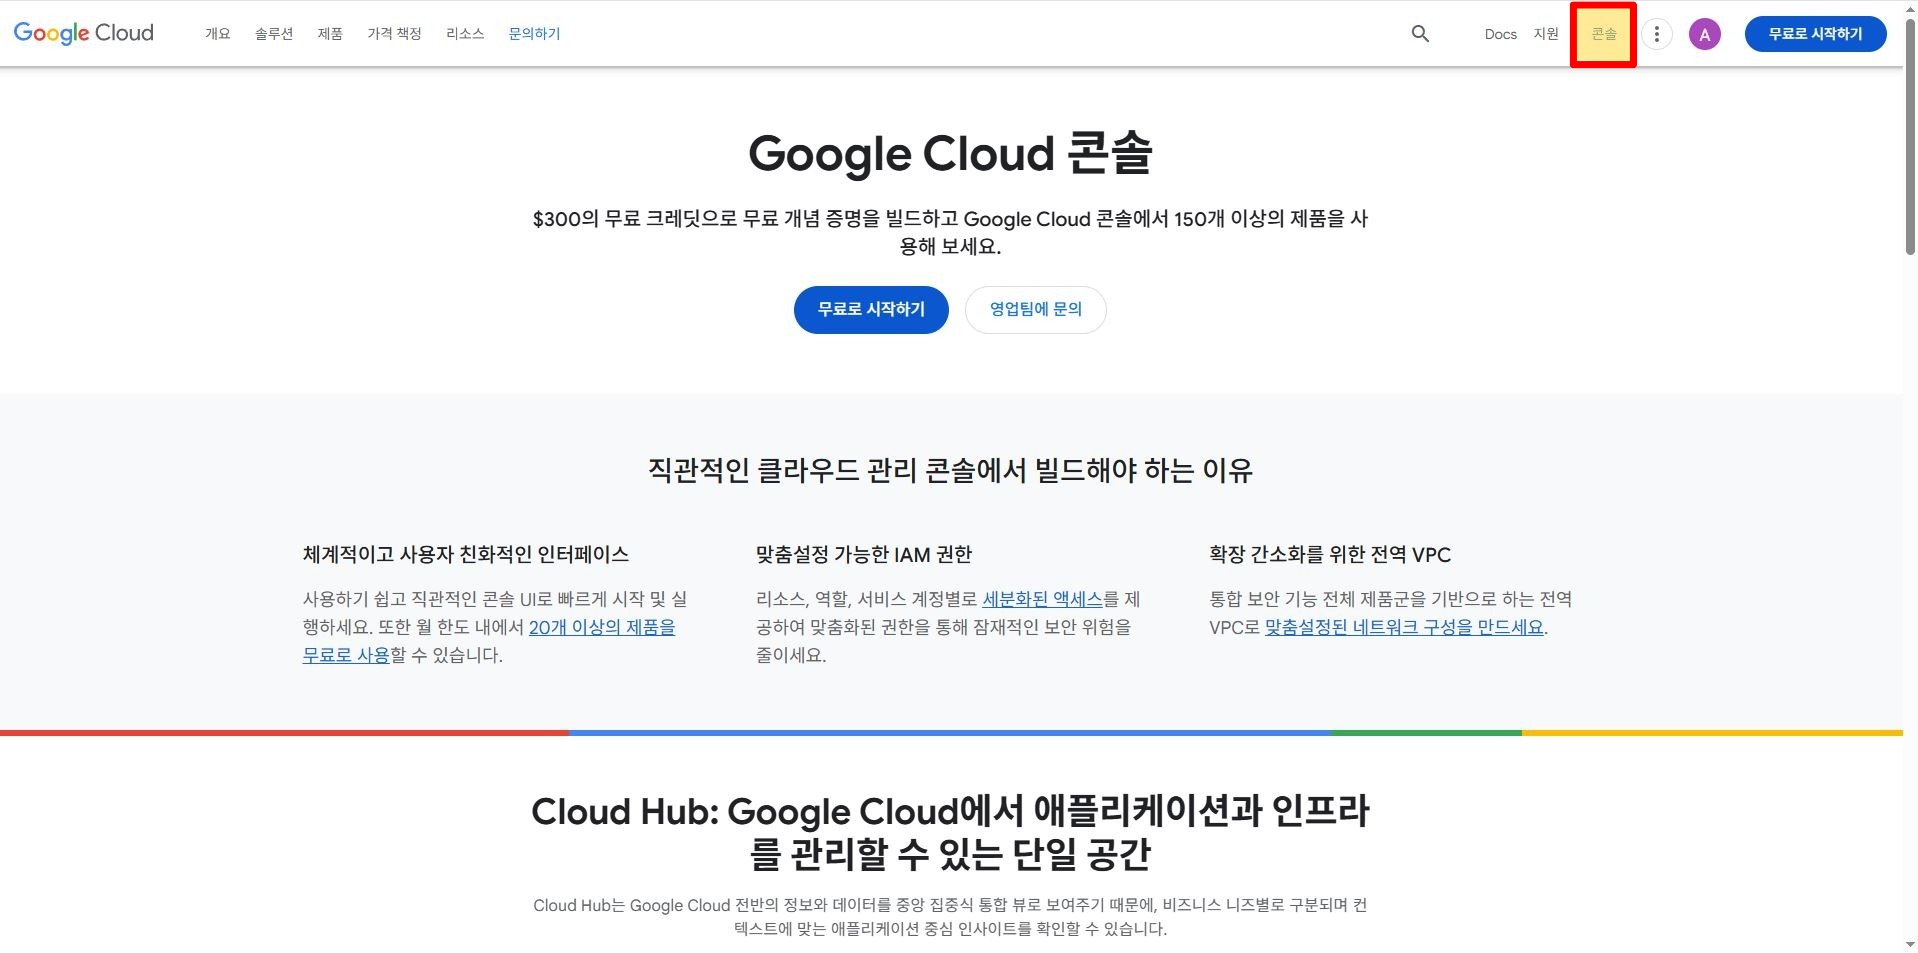 Google Cloud 개요 솔루션 제품 가격 책정 리소스 문의하기 Docs 지원 콘솔 A 무료로 시작하기
Google Cloud 콘솔
$300의 무료 크레딧으로 무료 개념 증명을 빌드하고 Google Cloud 콘솔에서 150개 이상의 제품을 사
용해 보세요.
무료로 시작하기 영업팀에 문의
직관적인 클라우드 관리 콘솔에서 빌드해야 하는 이유
체계적이고 사용자 친화적인 인터페이스
사용하기 쉽고 직관적인 콘솔 UI로 빠르게 시작 및 실
행하세요. 또한 월 한도 내에서 20개 이상의 제품을
무료로 사용할 수 있습니다.
맞춤설정 가능한 IAM 권한
리소스, 역할, 서비스 계정별로 세분화된 액세스를 제
공하여 맞춤화된 권한을 통해 잠재적인 보안 위험을
줄이세요.
확장 간소화를 위한 전역 VPC
통합 보안 기능 전체 제품군을 기반으로 하는 전역
VPC로 맞춤설정된 네트워크 구성을 만드세요.
Cloud Hub: Google Cloud에서 애플리케이션과 인프라
를 관리할 수 있는 단일 공간
Cloud Hub는 Google Cloud 전반의 정보와 데이터를 중앙 집중식 통합 뷰로 보여주기 때문에, 비즈니스 니즈별로 구분되며 컨
텍스트에 맞는 애플리케이션 중심 인사이트를 확인할 수 있습니다.